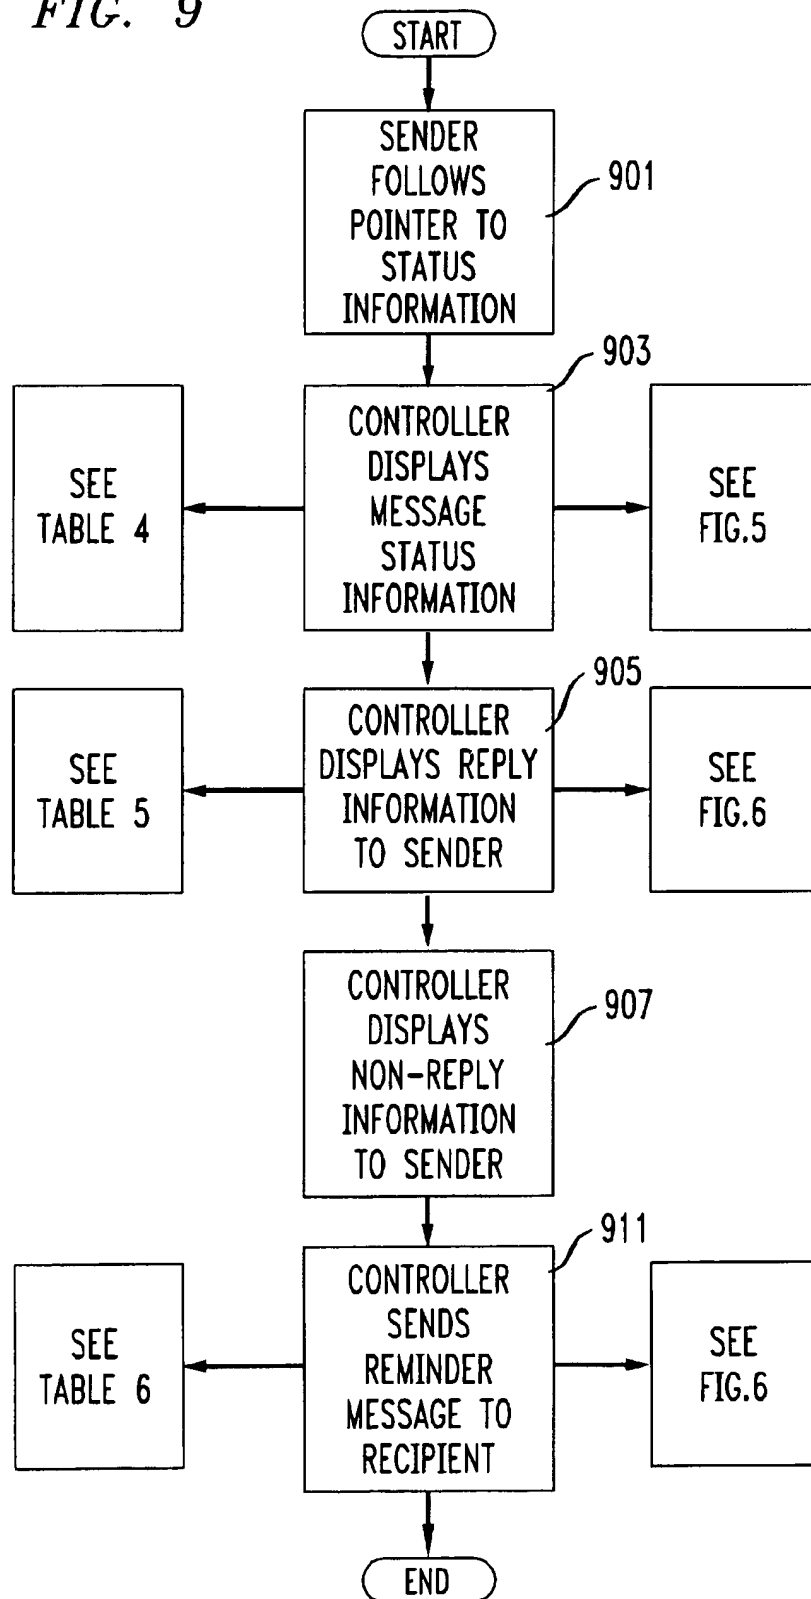 FIG. 9
START
SENDER
FOLLOWS
POINTER TO
STATUS
INFORMATION
901
903
CONTROLLER
DISPLAYS
MESSAGE
STATUS
INFORMATION
SEE
TABLE 4
SEE
FIG.5
905
CONTROLLER
DISPLAYS REPLY
INFORMATION
TO SENDER
SEE
TABLE 5
SEE
FIG.6
CONTROLLER
DISPLAYS
NON-REPLY
INFORMATION
TO SENDER
907
911
CONTROLLER
SENDS
REMINDER
MESSAGE TO
RECIPIENT
SEE
TABLE 6
SEE
FIG.6
END